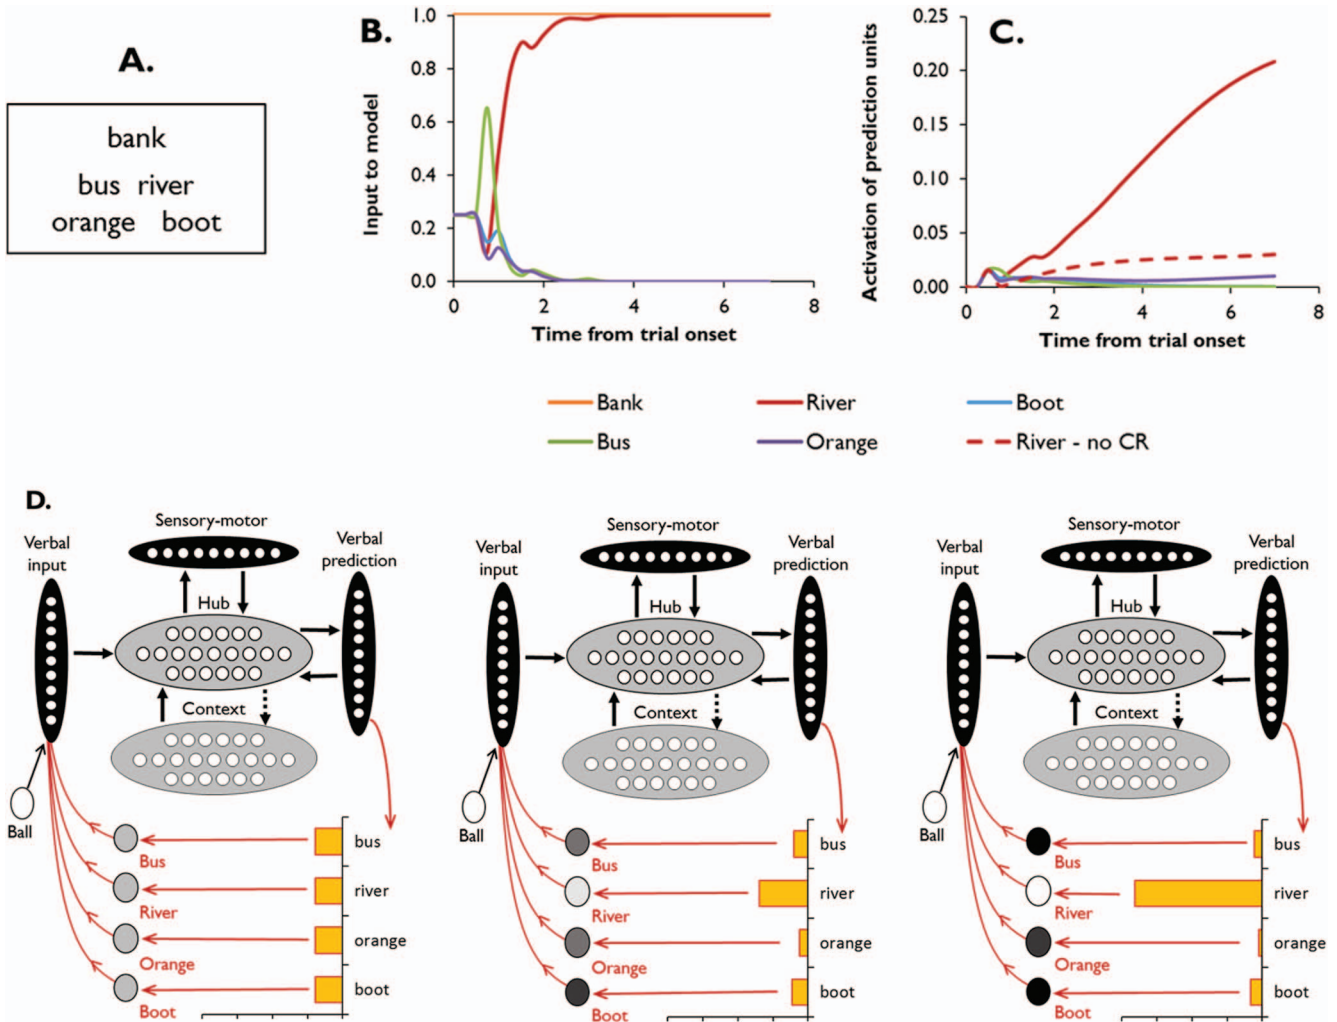 A.
bank
bus river
orange boot
B.
Input to model
1.0
0.8
0.6
0.4
0.2
0.0
0 2 4 6 8
Time from trial onset
C.
Activation of prediction units
0.25
0.20
0.15
0.10
0.05
0.00
0 2 4 6 8
Time from trial onset
Bank River Boot
Bus Orange River - no CR
D.
Sensory-motor
Verbal
input
Verbal
prediction
Hub
Context
Ball
Bus
River
Orange
Boot
bus
river
orange
boot
Sensory-motor
Verbal
input
Verbal
prediction
Hub
Context
Ball
Bus
River
Orange
Boot
bus
river
orange
boot
Sensory-motor
Verbal
input
Verbal
prediction
Hub
Context
Ball
Bus
River
Orange
Boot
bus
river
orange
boot